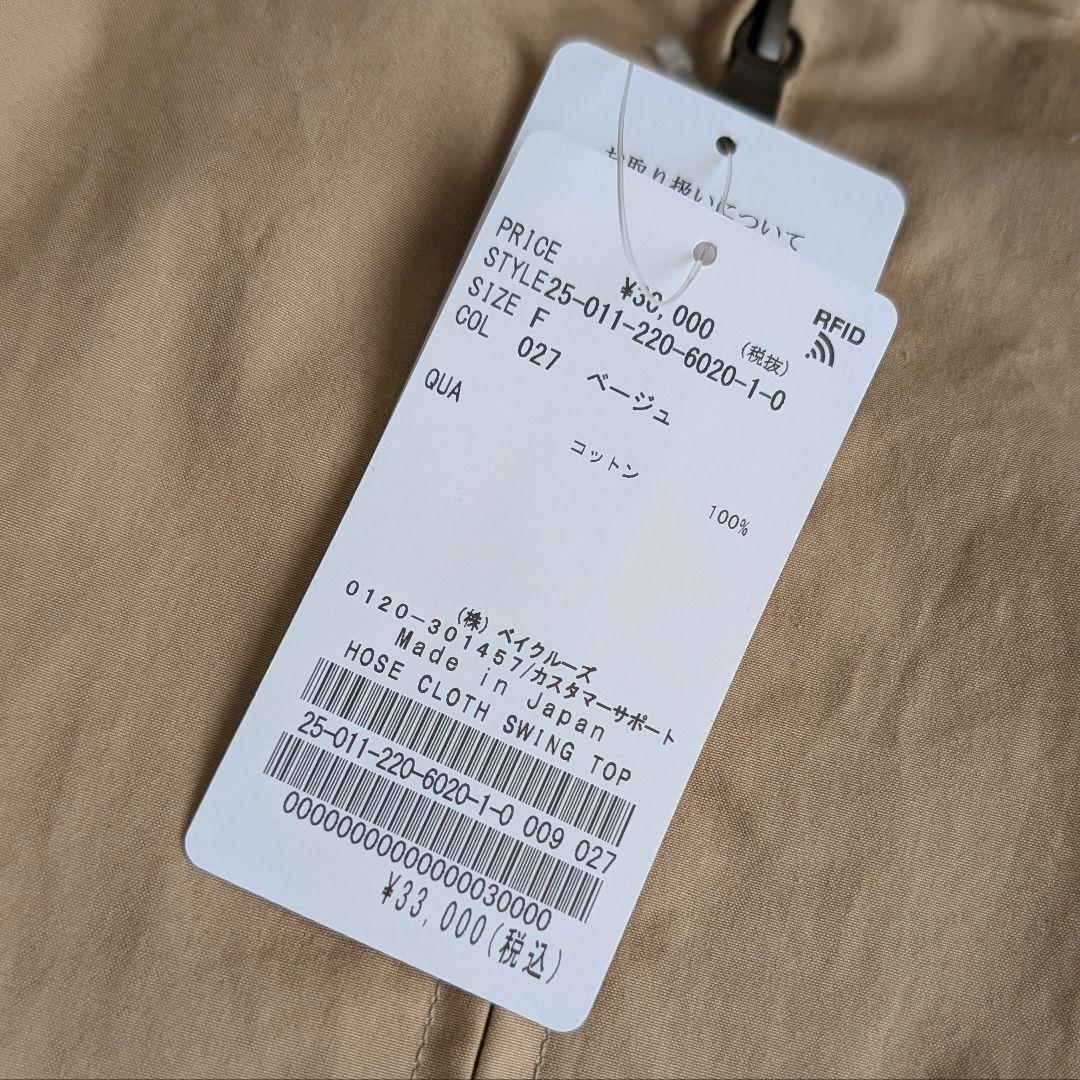 お取り扱いについて
PRICE ¥30,000 (税抜)
RFID
STYLE25-011-220-6020-1-0
SIZE F
COL 027 ベージュ
QUA
コットン
100%
(株) ベイクルーズ
0120-301457/カスタマーサポート
Made in Japan
HOSE CLOTH SWING TOP
25-011-220-6020-1-0 009 027
000000000000000030000
¥33,000(税込)